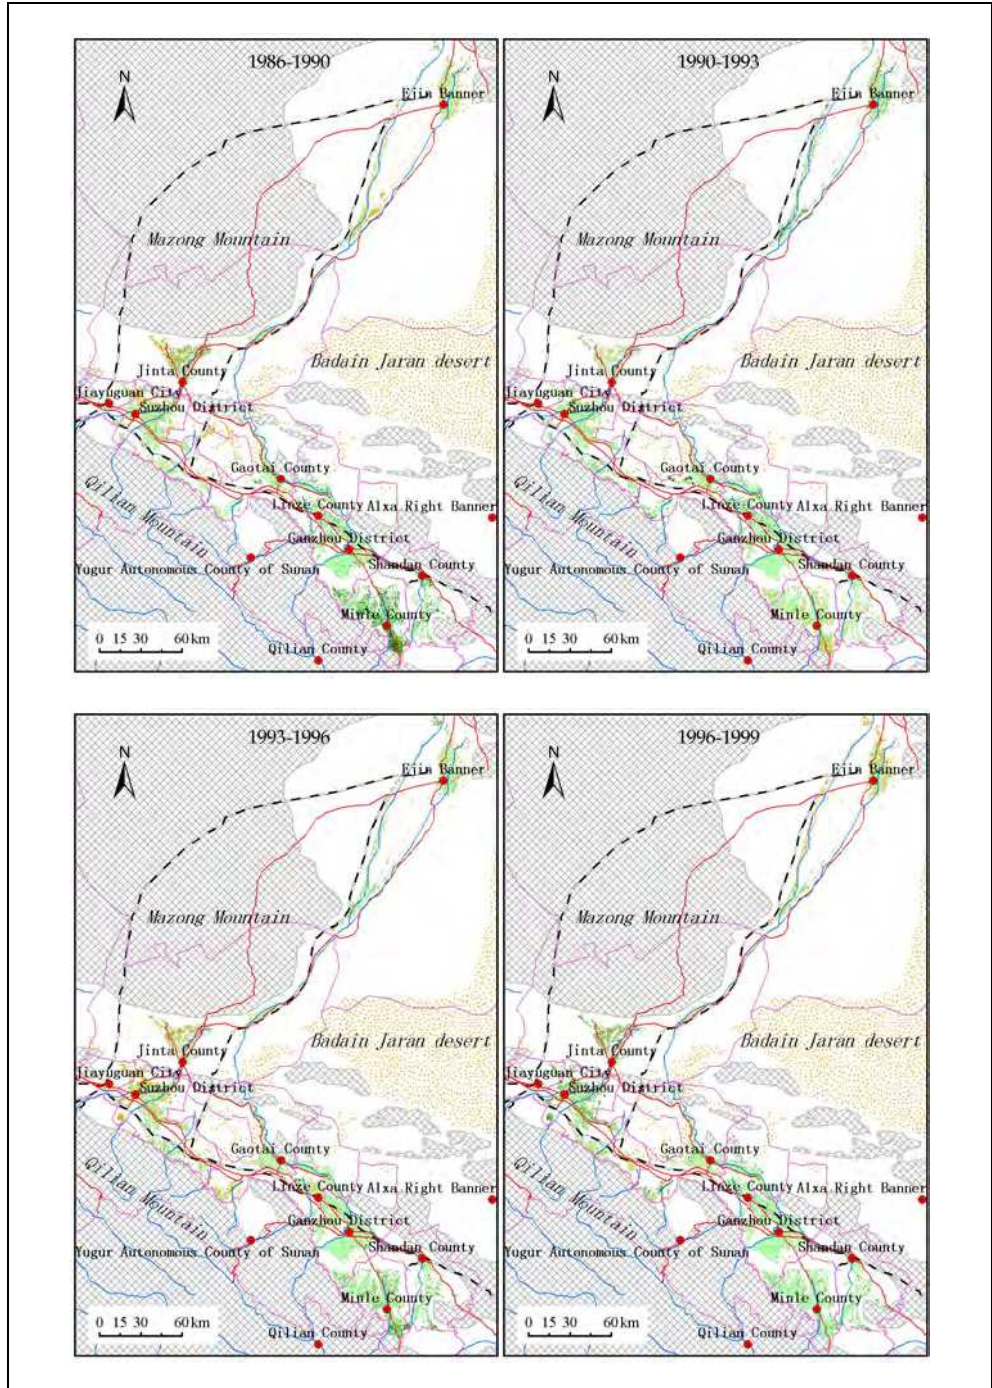 1986-1990
N
Ejin Banner
Mazong Mountain
Badain Jaran desert
Jinta County
Jiayuguan City
Suzhou District
Gaotai County
Qilian Mountain
Linze County
Alxa Right Banner
Ganzhou District
Shandan County
Yugur Autonomous County of Sunan
Minle County
0 15 30 60km
Qilian County
1990-1993
N
Ejin Banner
Mazong Mountain
Badain Jaran desert
Jinta County
Jiayuguan City
Suzhou District
Gaotai County
Qilian Mountain
Linze County
Alxa Right Banner
Ganzhou District
Shandan County
Yugur Autonomous County of Sunan
Minle County
0 15 30 60km
Qilian County
1993-1996
N
Ejin Banner
Mazong Mountain
Badain Jaran desert
Jinta County
Jiayuguan City
Suzhou District
Gaotai County
Qilian Mountain
Linze County
Alxa Right Banner
Ganzhou District
Shandan County
Yugur Autonomous County of Sunan
Minle County
0 15 30 60km
Qilian County
1996-1999
N
Ejin Banner
Mazong Mountain
Badain Jaran desert
Jinta County
Jiayuguan City
Suzhou District
Gaotai County
Qilian Mountain
Linze County
Alxa Right Banner
Ganzhou District
Shandan County
Yugur Autonomous County of Sunan
Minle County
0 15 30 60km
Qilian County